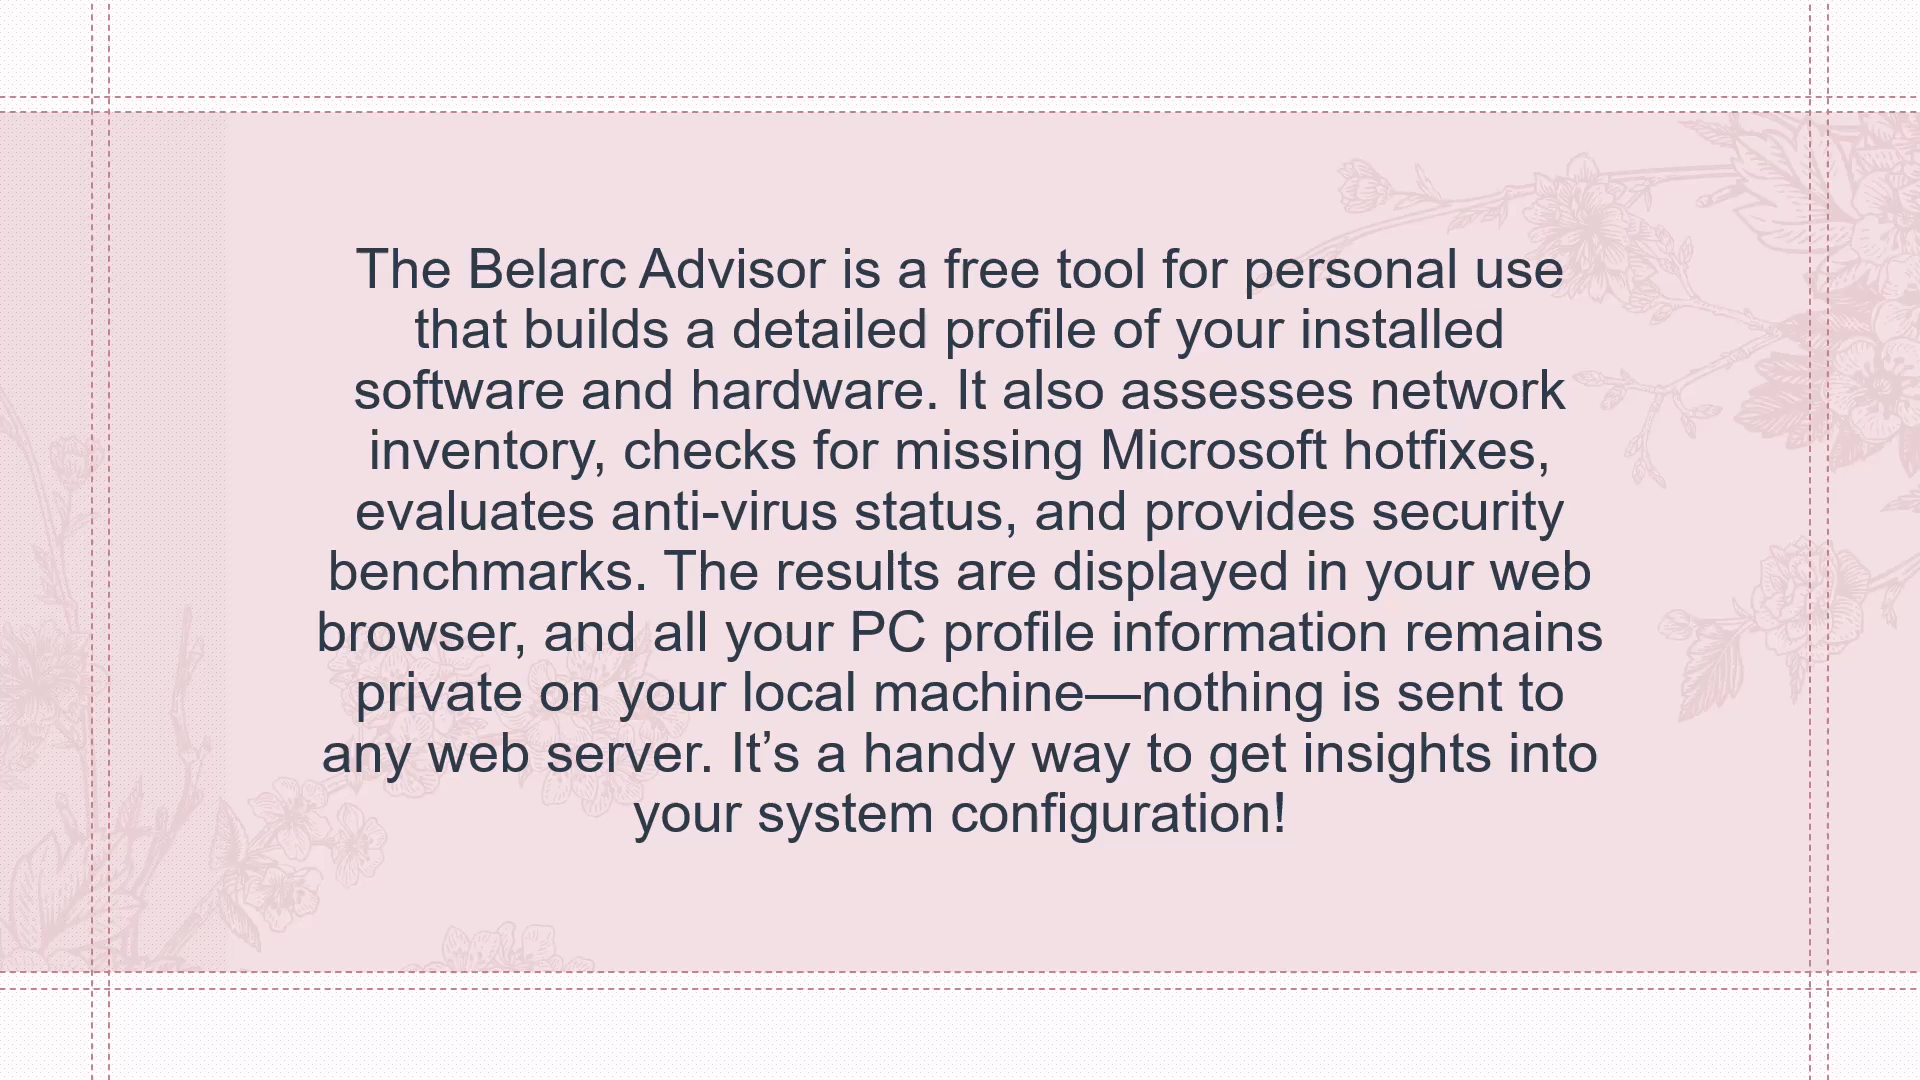 The Belarc Advisor is a free tool for personal use
that builds a detailed profile of your installed
software and hardware. It also assesses network
inventory, checks for missing Microsoft hotfixes,
evaluates anti-virus status, and provides security
benchmarks. The results are displayed in your web
browser, and all your PC profile information remains
private on your local machine—nothing is sent to
any web server. It’s a handy way to get insights into
your system configuration!